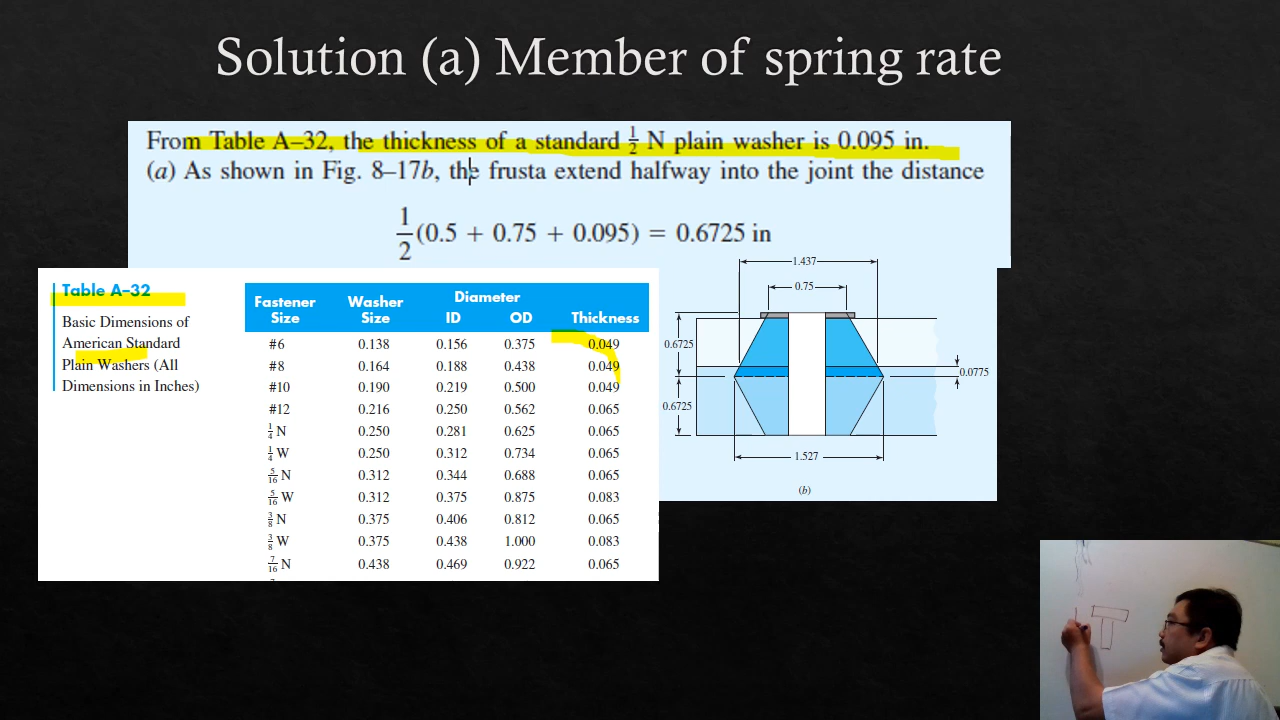 Solution (a) Member of spring rate
From Table A–32, the thickness of a standard 1/2 N plain washer is 0.095 in.
(a) As shown in Fig. 8–17b, the frusta extend halfway into the joint the distance
1/2 (0.5 + 0.75 + 0.095) = 0.6725 in
Table A–32
Basic Dimensions of
American Standard
Plain Washers (All
Dimensions in Inches)
Fastener Size Washer Size Diameter ID OD Thickness
#6 0.138 0.156 0.375 0.049
#8 0.164 0.188 0.438 0.049
#10 0.190 0.219 0.500 0.049
#12 0.216 0.250 0.562 0.065
1/4 N 0.250 0.281 0.625 0.065
1/4 W 0.250 0.312 0.734 0.065
5/16 N 0.312 0.344 0.688 0.065
5/16 W 0.312 0.375 0.875 0.083
3/8 N 0.375 0.406 0.812 0.065
3/8 W 0.375 0.438 1.000 0.083
7/16 N 0.438 0.469 0.922 0.065
1.437
0.75
0.6725
0.0775
0.6725
1.527
(b)